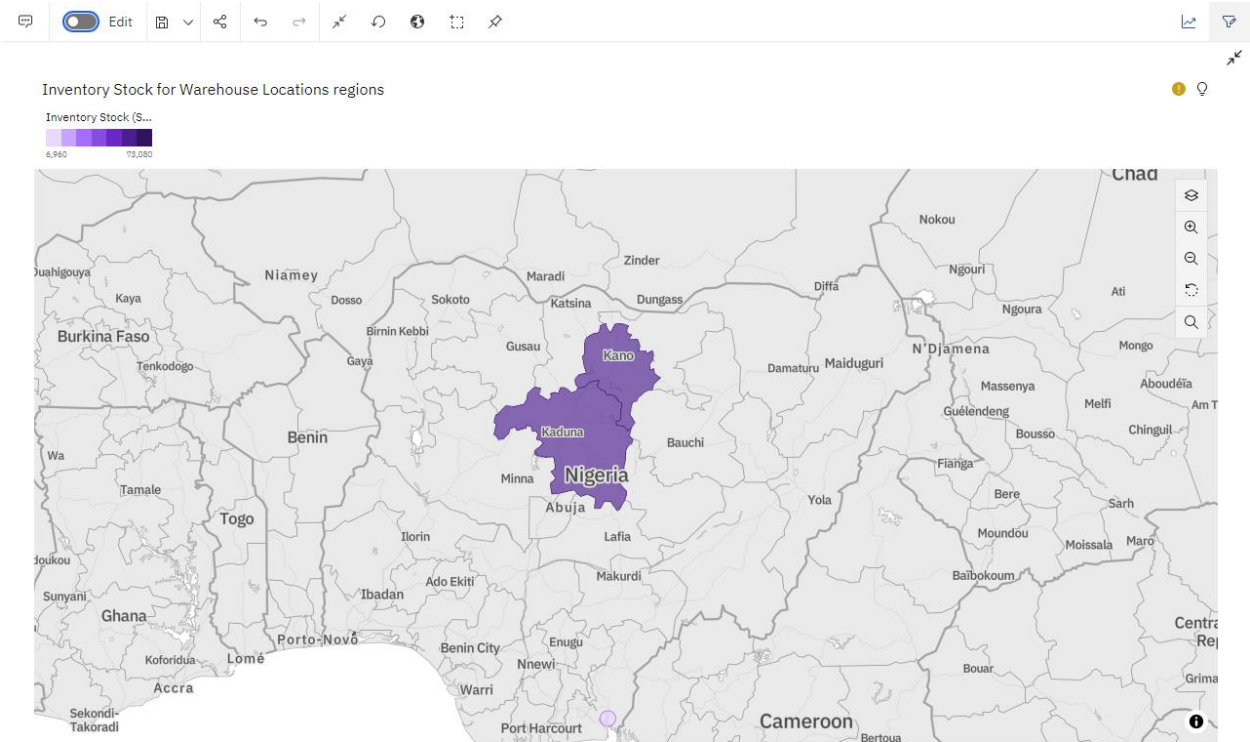 Edit
Inventory Stock for Warehouse Locations regions
Inventory Stock (S...
6,960 73,080
Chad
Nokou
Zinder
Ngouri
Niamey
Maradi
Diffa
Ati
Kaya
Dosso
Sokoto
Katsina
Dungass
Ngoura
Burkina Faso
Birnin Kebbi
Gusau
Kano
N'Djamena
Mongo
Tenkodogo
Gaya
Damaturu
Maiduguri
Massenya
Aboudéïa
Guélendeng
Melfi
Am T
Benin
Kaduna
Bauchi
Bousso
Chinguil
Wa
Fianga
Tamale
Minna
Nigeria
Yola
Bere
Sarh
Togo
Abuja
Ilorin
Lafia
Moundou
Moissala
Maro
Baïbokoum
Makurdi
Ado Ekiti
Ibadan
Sunyani
Ghana
Porto-Novo
Benin City
Enugu
Koforidua
Lomé
Nnewi
Bouar
Accra
Warri
Sekondi-
Takoradi
Port Harcourt
Cameroon
Bertoua